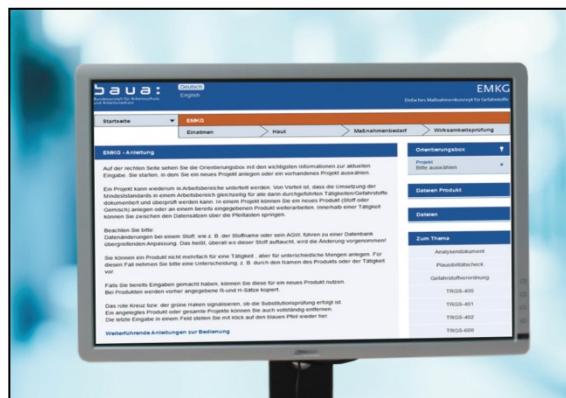 baua:
Bundesanstalt für Arbeitsschutz
und Arbeitsmedizin
Deutsch
Englisch
EMKG
Einfaches Maßnahmenkonzept für Gefahrstoffe
Startseite
EMKG
Einatmen
Haut
Maßnahmenbedarf
Wirksamkeitsprüfung
EMKG - Anleitung
Auf der rechten Seite sehen Sie die Orientierungsbox mit den wichtigsten Informationen zur aktuellen
Eingabe. Sie starten, in dem Sie ein neues Projekt anlegen oder ein vorhandenes Projekt auswählen.
Ein Projekt kann wiederum in Arbeitsbereiche unterteilt werden. Von Vorteil ist, dass die Umsetzung der
Mindeststandards in einem Arbeitsbereich gleichzeitig für alle darin durchgeführten Tätigkeiten/Gefahrstoffe
dokumentiert und überprüft werden kann. In einem Projekt können Sie ein neues Produkt (Stoff oder
Gemisch) anlegen oder an einem bereits eingegebenen Produkt weiterarbeiten. Innerhalb einer Tätigkeit
können Sie zwischen den Datensätzen über die Pfeiltasten springen.
Beachten Sie bitte:
Datenänderungen bei einem Stoff, wie z. B. der Stoffname oder sein AGW, führen zu einer Datenbank
übergreifenden Anpassung. Das heißt, überall wo dieser Stoff auftaucht, wird die Änderung vorgenommen!
Sie können ein Produkt nicht mehrfach für eine Tätigkeit, aber für unterschiedliche Mengen anlegen. Für
diesen Fall nehmen Sie bitte eine Unterscheidung, z. B. durch den Namen des Produktes oder der Tätigkeit
vor.
Falls Sie bereits Eingaben gemacht haben, können Sie diese für ein neues Produkt nutzen.
Bei Produkten werden vorher angegebene R-und H-Sätze kopiert.
Das rote Kreuz bzw. der grüne Haken signalisieren, ob die Substitutionsprüfung erfolgt ist.
Ein angelegtes Produkt oder gesamte Projekte können Sie auch vollständig entfernen.
Die letzte Eingabe in einem Feld stellen Sie mit klick auf den blauen Pfeil wieder her.
Weiterführende Anleitungen zur Bedienung
Orientierungsbox
Projekt
Bitte auswählen
Dateien Produkt
Dateien
Zum Thema
Analysendokument
Plausibilitätscheck
Gefahrstoffverordnung
TRGS-400
TRGS-401
TRGS-402
TRGS-600